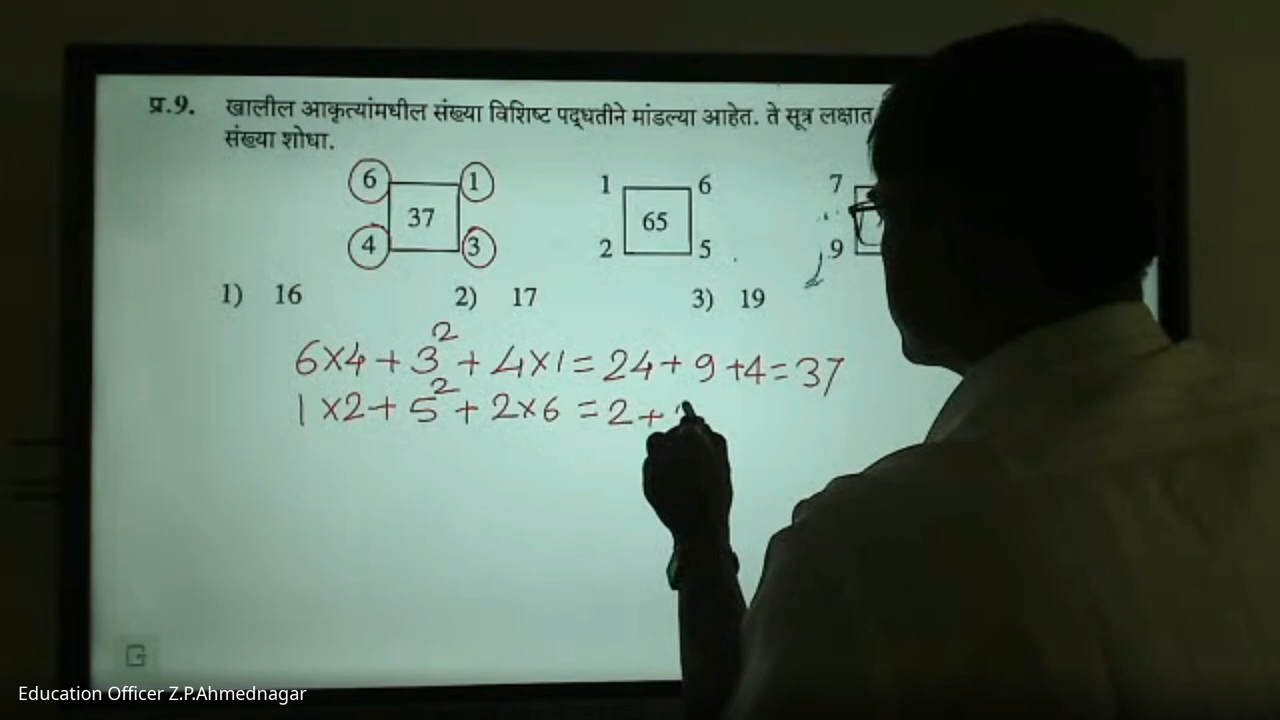 प्र.9. खालील आकृत्यांमधील संख्या विशिष्ट पद्धतीने मांडल्या आहेत. ते सूत्र लक्षात
संख्या शोधा.
6 1 1 6 7
37 65
4 3 2 5 9
1) 16 2) 17 3) 19
6×4 + 3² + 4×1 = 24 + 9 + 4 = 37
1×2 + 5² + 2×6 = 2 +
Education Officer Z.P.Ahmednagar